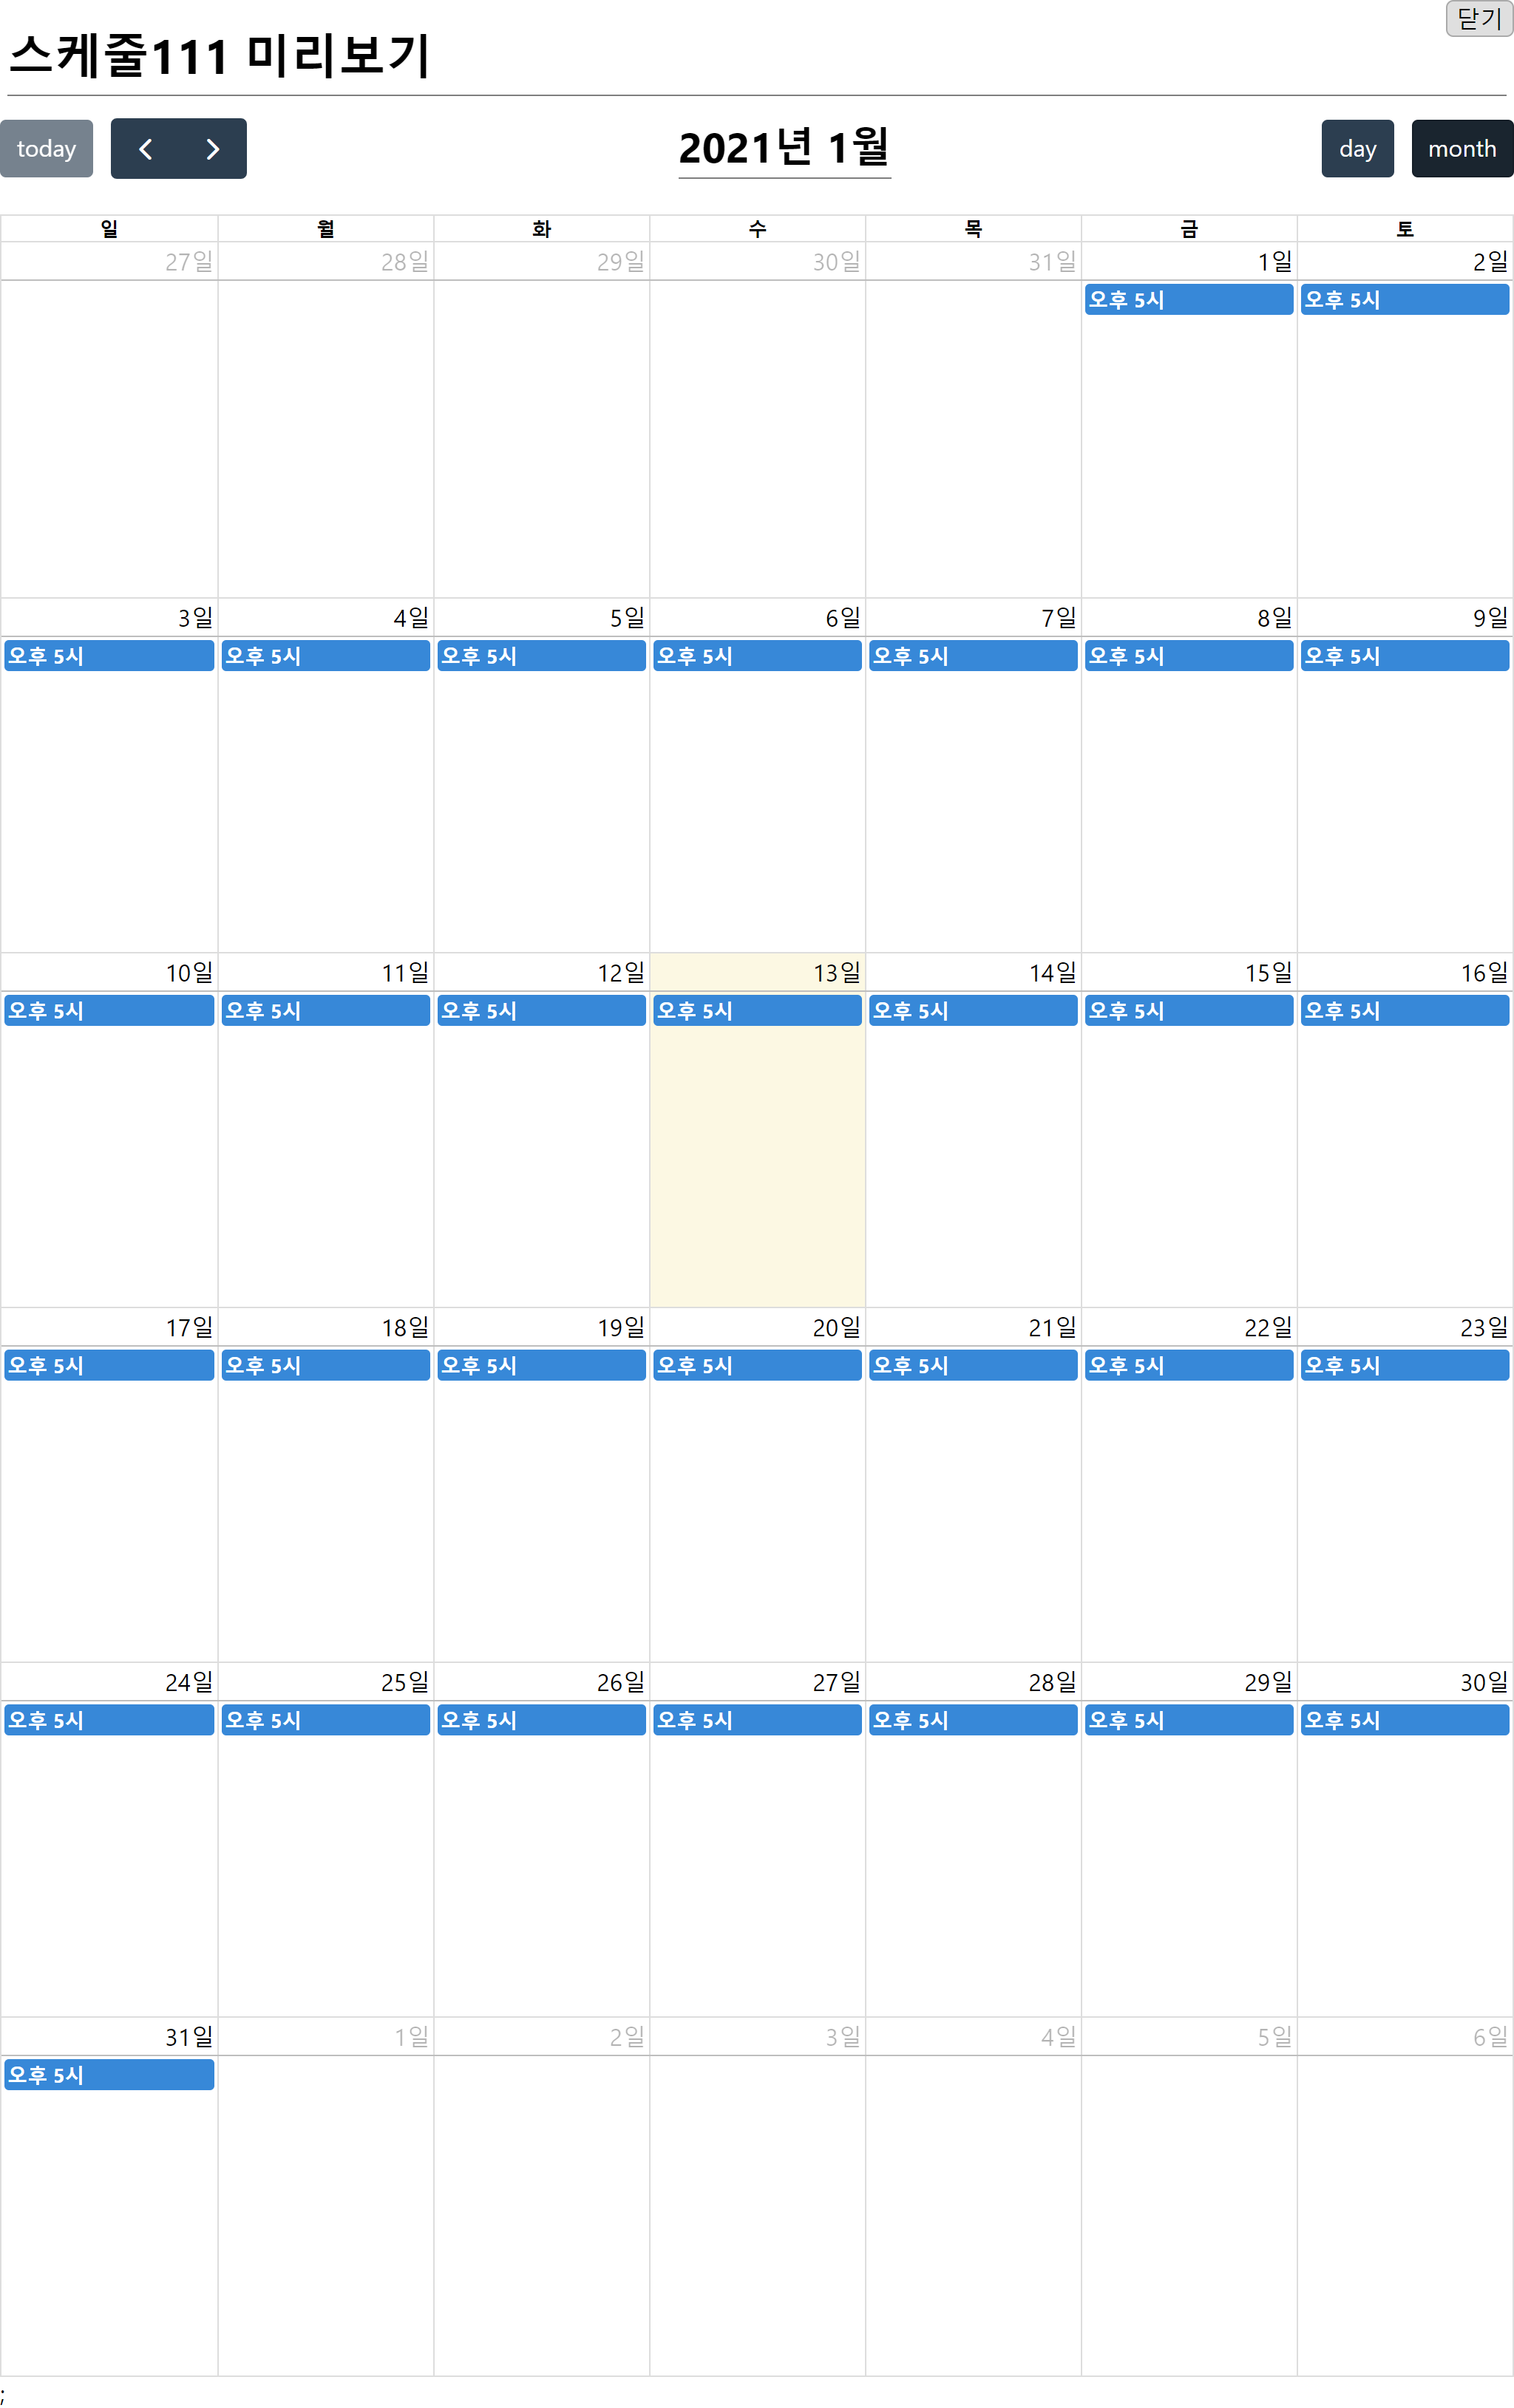 닫기
스케줄111 미리보기
today
2021년 1월
day month
일 월 화 수 목 금 토
27일 28일 29일 30일 31일 1일 2일
오후 5시 오후 5시
3일 4일 5일 6일 7일 8일 9일
오후 5시 오후 5시 오후 5시 오후 5시 오후 5시 오후 5시 오후 5시
10일 11일 12일 13일 14일 15일 16일
오후 5시 오후 5시 오후 5시 오후 5시 오후 5시 오후 5시 오후 5시
17일 18일 19일 20일 21일 22일 23일
오후 5시 오후 5시 오후 5시 오후 5시 오후 5시 오후 5시 오후 5시
24일 25일 26일 27일 28일 29일 30일
오후 5시 오후 5시 오후 5시 오후 5시 오후 5시 오후 5시 오후 5시
31일 1일 2일 3일 4일 5일 6일
오후 5시
;